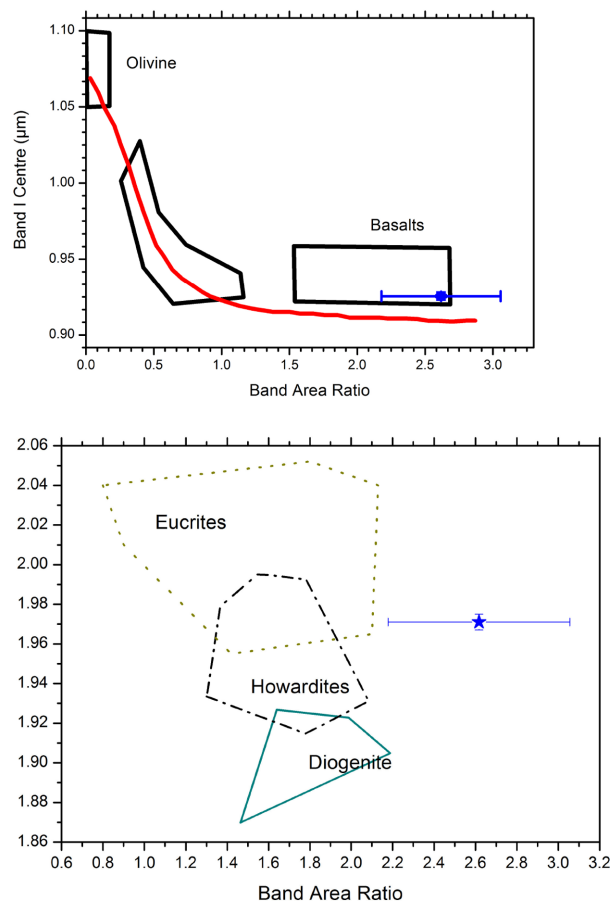 1.10
Olivine
1.05
Band I Centre (μm)
1.00
Basalts
0.95
0.90
0.0 0.5 1.0 1.5 2.0 2.5 3.0
Band Area Ratio
2.06
2.04
Eucrites
2.02
2.00
1.98
1.96
1.94
Howardites
1.92
1.90
Diogenite
1.88
1.86
0.6 0.8 1.0 1.2 1.4 1.6 1.8 2.0 2.2 2.4 2.6 2.8 3.0 3.2
Band Area Ratio